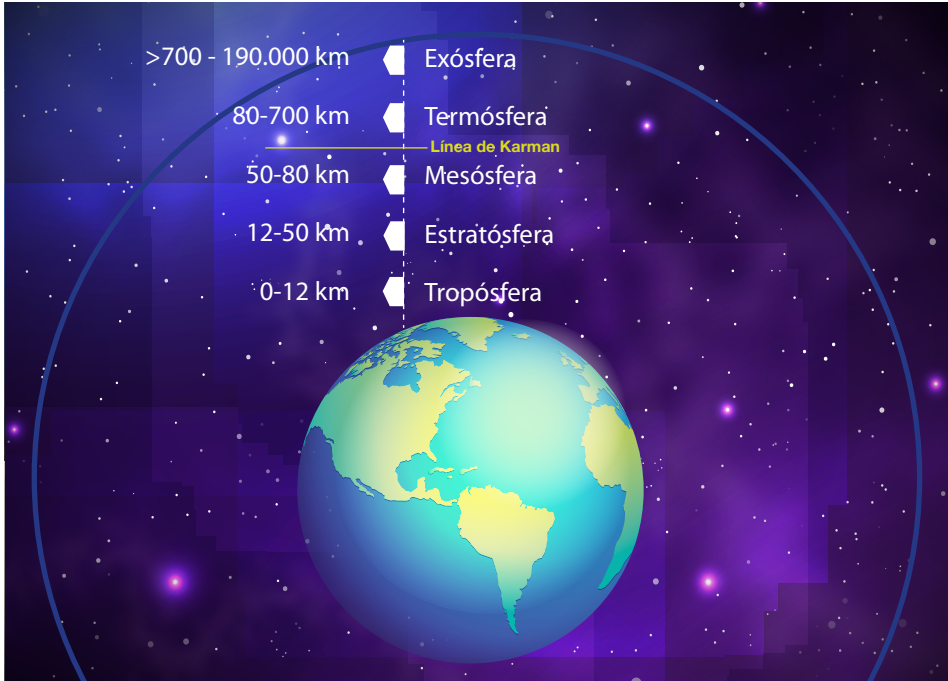 >700 - 190.000 km Exósfera
80-700 km Termósfera
Línea de Karman
50-80 km Mesósfera
12-50 km Estratósfera
0-12 km Tropósfera